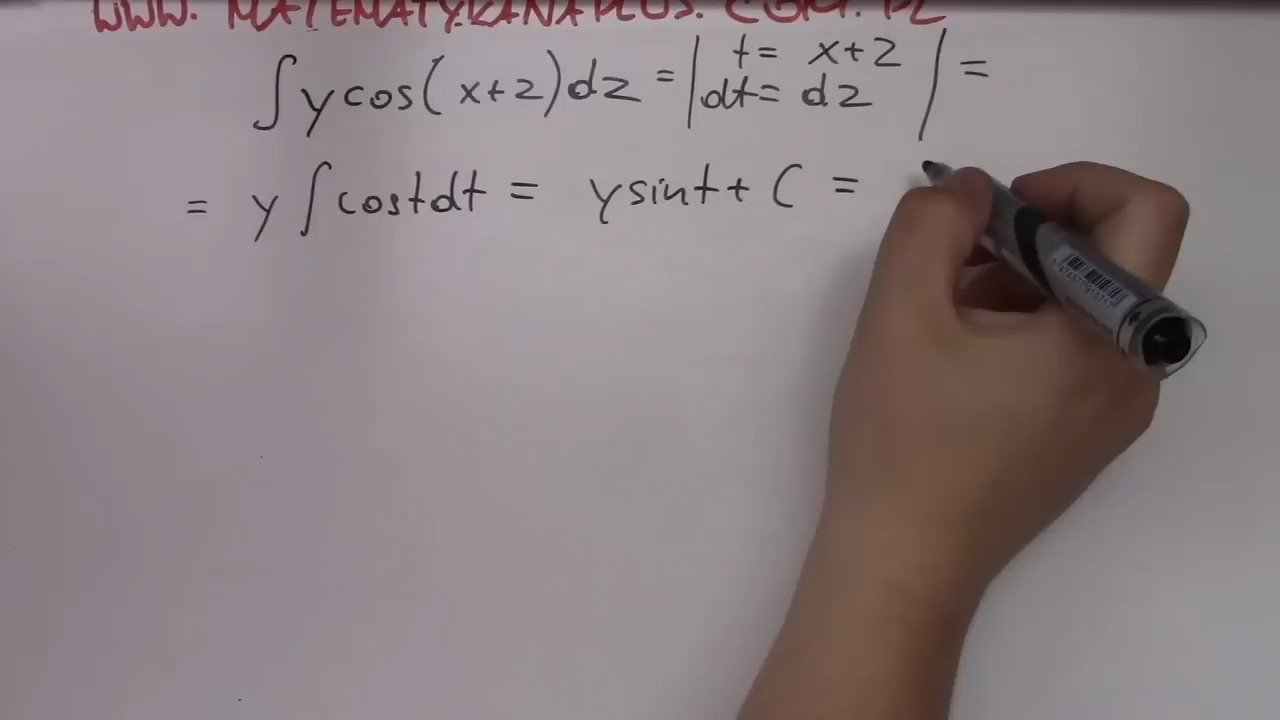 WWW. MATEMATYKANAPLUS. COM. PL
∫ycos(x+z)dz = | t= x+z
dt= dz | =
= y∫costdt = ysint+ C =